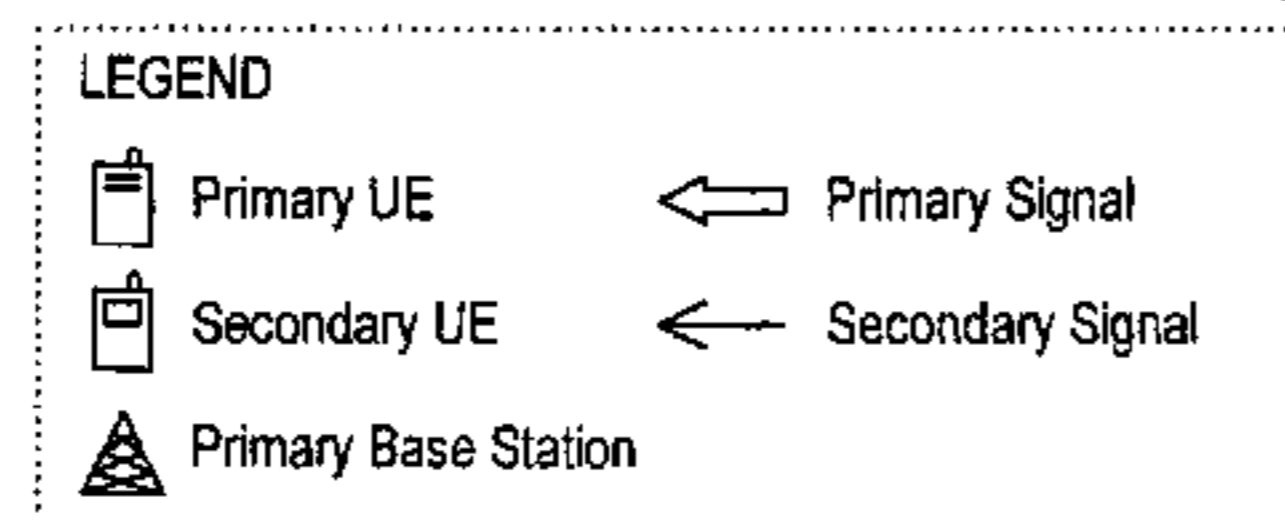 LEGEND
Primary UE
Primary Signal
Secondary UE
Secondary Signal
Primary Base Station